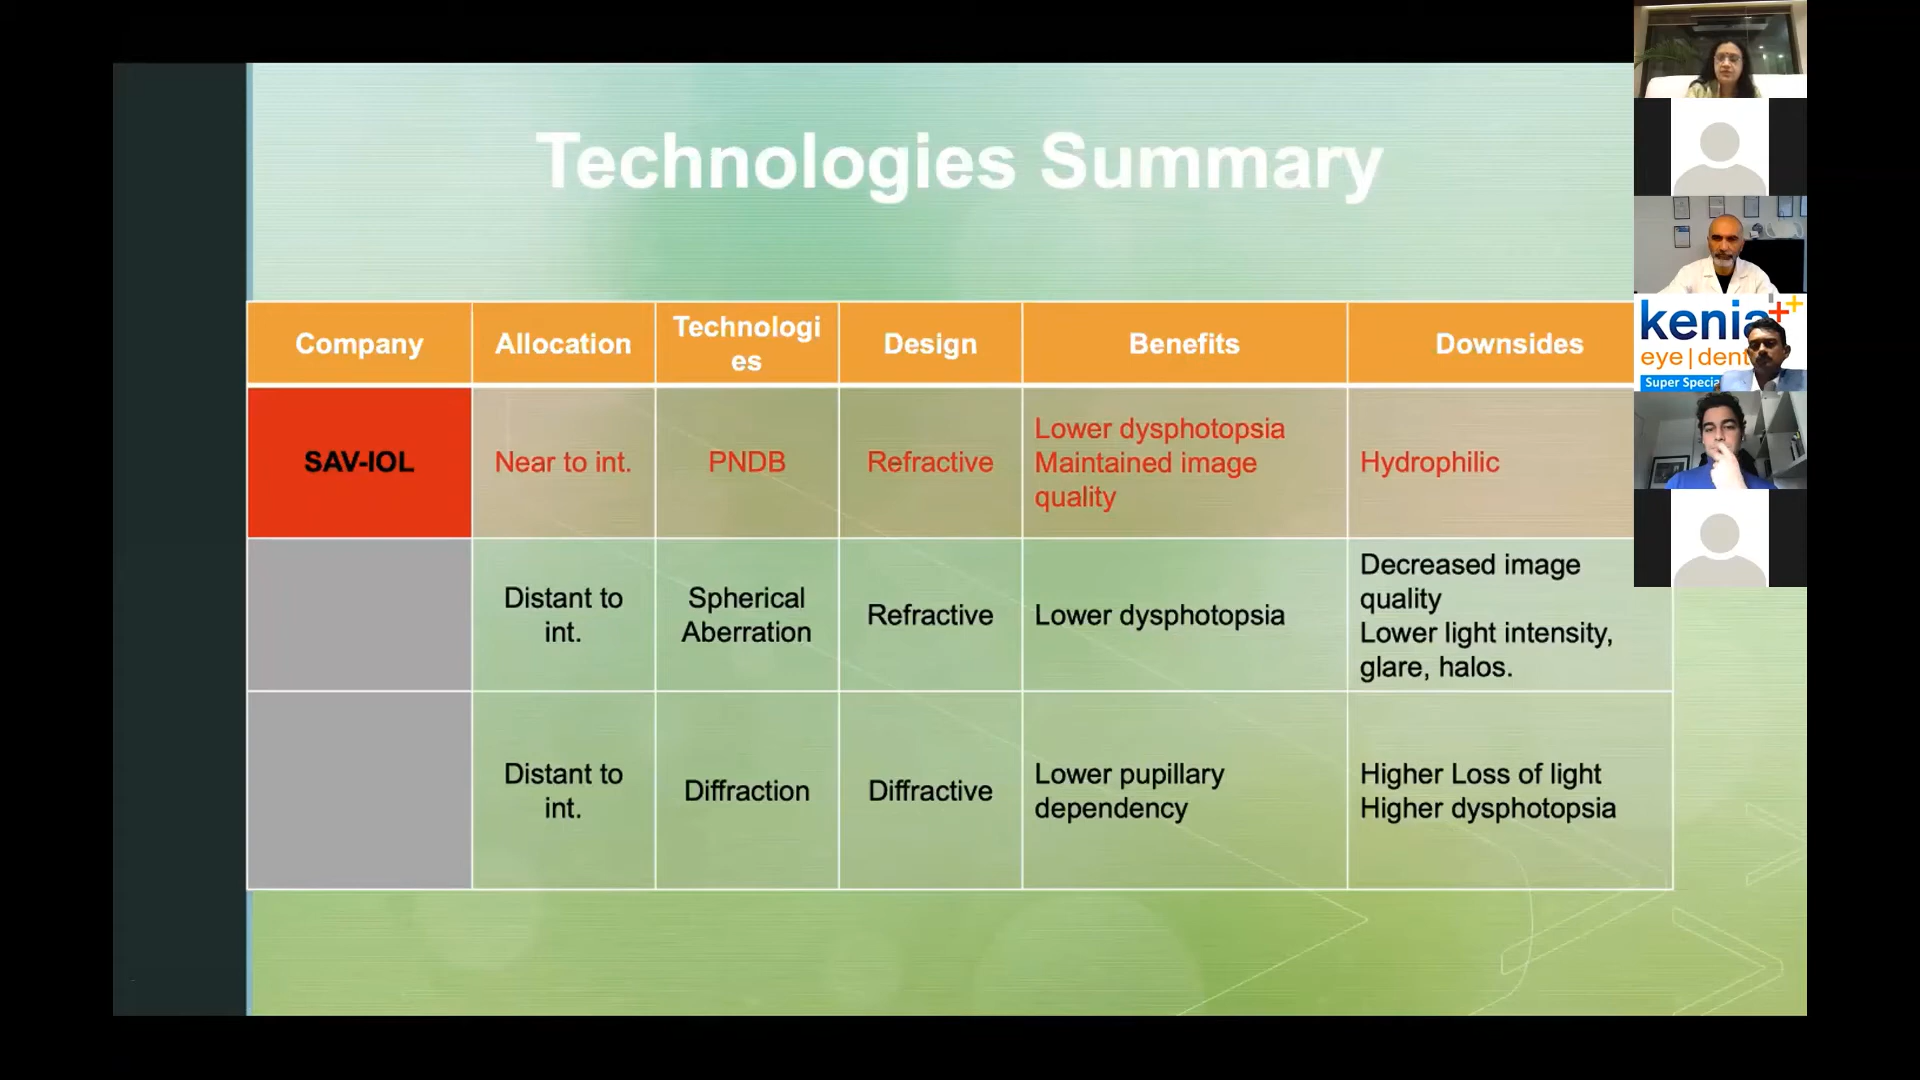 Technologies Summary
Company
Allocation
Technologi
es
Design
Benefits
Downsides
SAV-IOL
Near to int.
PNDB
Refractive
Lower dysphotopsia
Maintained image
quality
Hydrophilic
Distant to
int.
Spherical
Aberration
Refractive
Lower dysphotopsia
Decreased image
quality
Lower light intensity,
glare, halos.
Distant to
int.
Diffraction
Diffractive
Lower pupillary
dependency
Higher Loss of light
Higher dysphotopsia
kenia
eye|dent
Super Specia